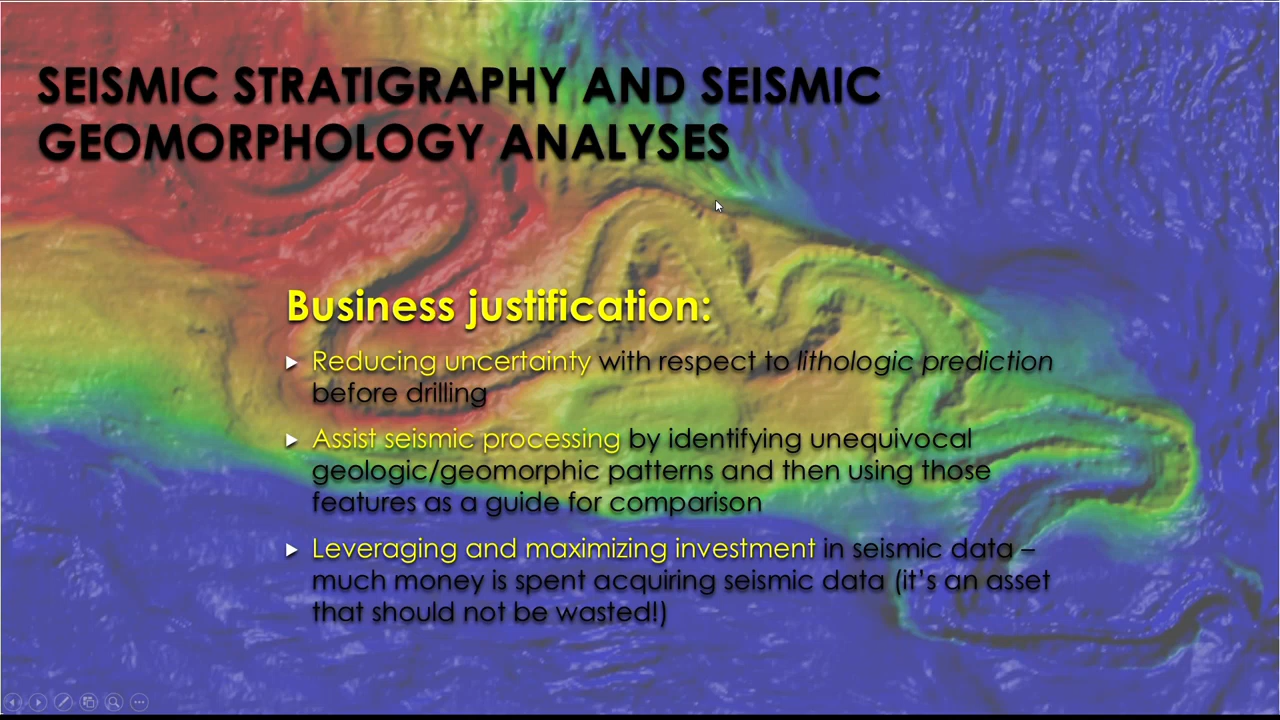 SEISMIC STRATIGRAPHY AND SEISMIC
GEOMORPHOLOGY ANALYSES
Business justification:
Reducing uncertainty with respect to lithologic prediction
before drilling
Assist seismic processing by identifying unequivocal
geologic/geomorphic patterns and then using those
features as a guide for comparison
Leveraging and maximizing investment in seismic data –
much money is spent acquiring seismic data (it’s an asset
that should not be wasted!)